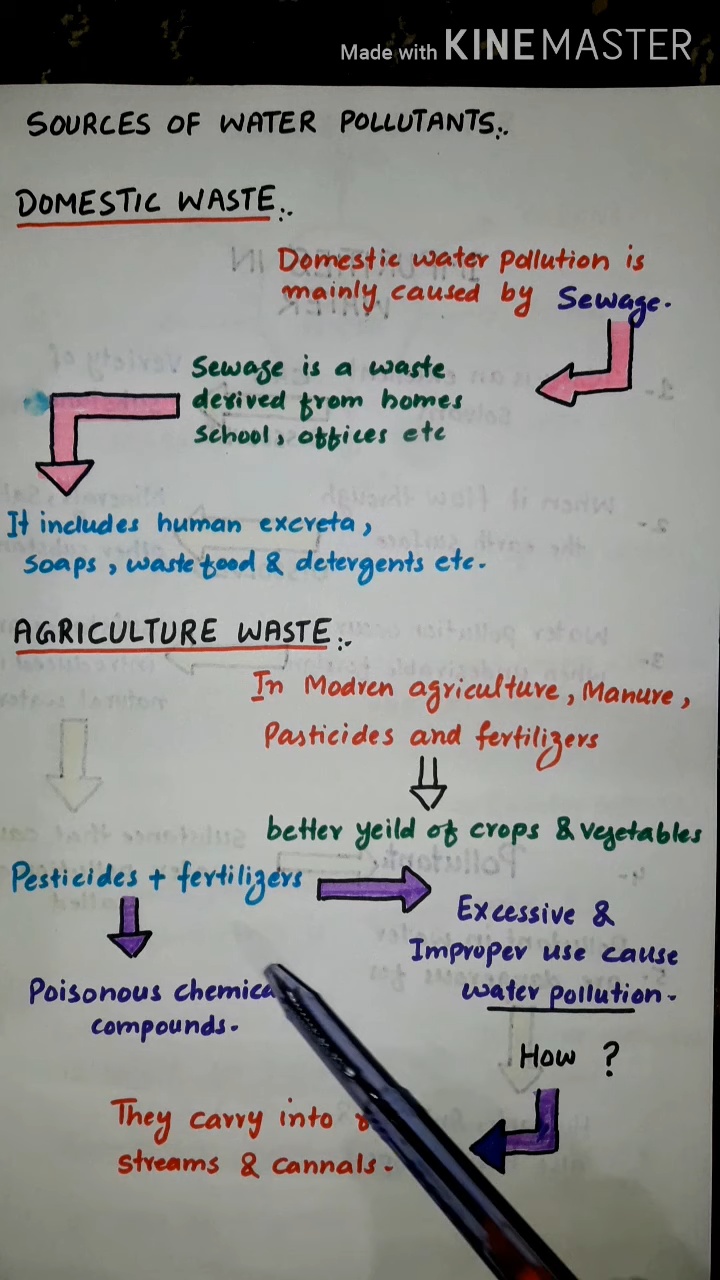 Made with KINEMASTER
SOURCES OF WATER POLLUTANTS:.
DOMESTIC WASTE:.
Domestic water pollution is
mainly caused by Sewage.
Sewage is a waste
derived from homes
School, offices etc
It includes human excreta,
Soaps, waste food & detergents etc.
AGRICULTURE WASTE:.
In Modren agriculture, Manure,
Pasticides and fertilizers
better yeild of crops & vegetables
Pesticides + fertilizers
Excessive &
Improper use cause
water pollution.
Poisonous chemica
compounds.
How ?
They carry into
streams & cannals.